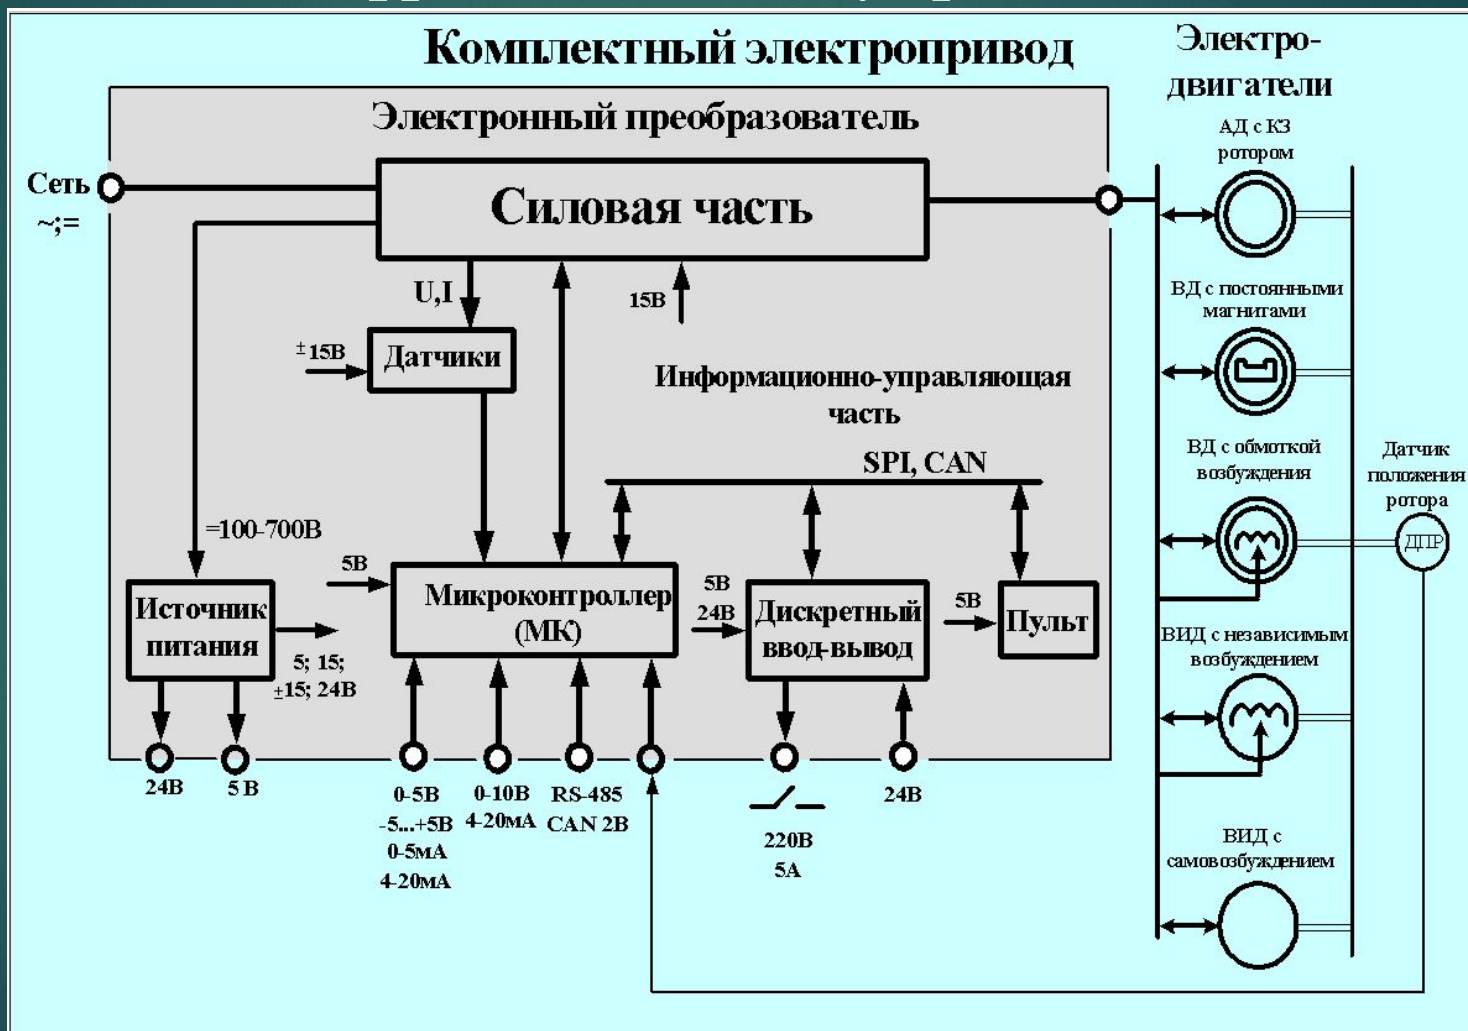 Комплектный электропривод
Электро-
двигатели
Электронный преобразователь
АД с КЗ
ротором
Сеть
~;=
Силовая часть
U,I
15В
ВД с постоянными
магнитами
±15В
Датчики
Информационно-управляющая
часть
SPI, CAN
ВД с обмоткой
возбуждения
Датчик
положения
ротора
ДПР
=100-700В
5В
Источник
питания
Микроконтроллер
(МК)
5В
24В
Дискретный
ввод-вывод
5В
Пульт
5; 15;
±15; 24В
ВИД с независимым
возбуждением
24В
5 В
0-5В
-5...+5В
0-5мА
4-20мА
0-10В
4-20мА
RS-485
CAN 2В
220В
5А
24В
ВИД с
самовозбуждением